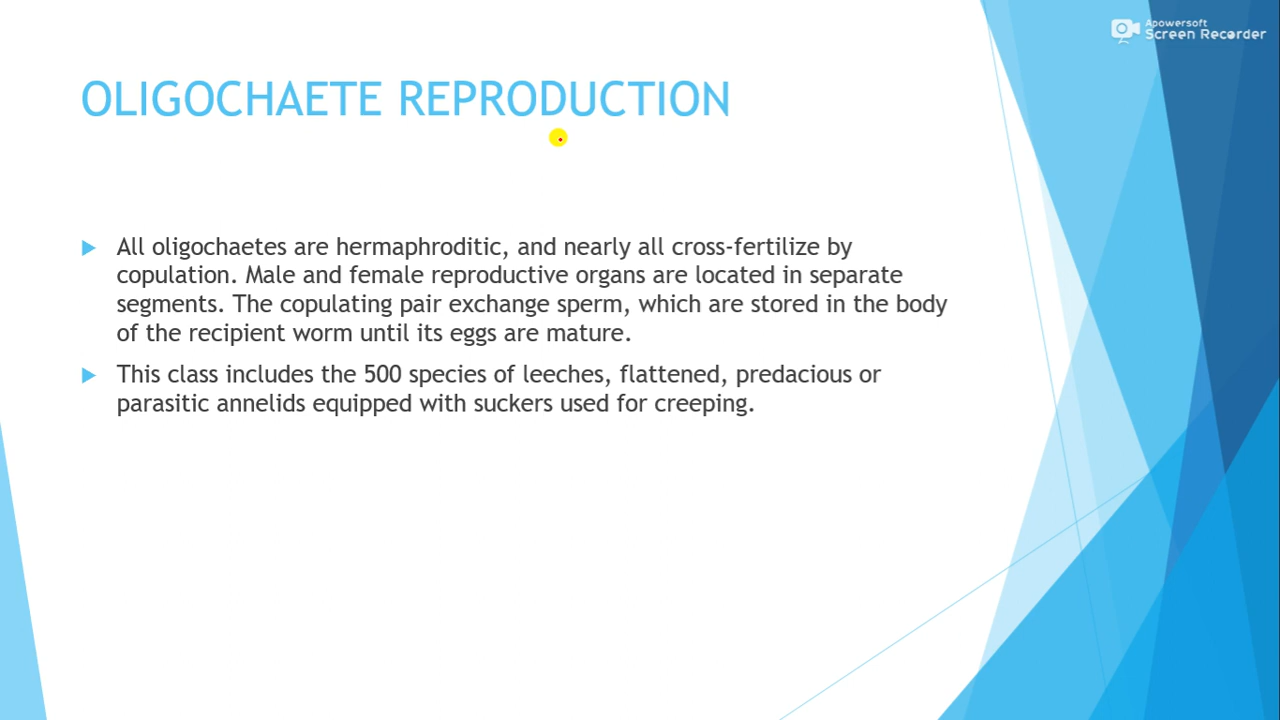 Apowersoft
Screen Recorder
OLIGOCHAETE REPRODUCTION
All oligochaetes are hermaphroditic, and nearly all cross-fertilize by
copulation. Male and female reproductive organs are located in separate
segments. The copulating pair exchange sperm, which are stored in the body
of the recipient worm until its eggs are mature.
This class includes the 500 species of leeches, flattened, predacious or
parasitic annelids equipped with suckers used for creeping.